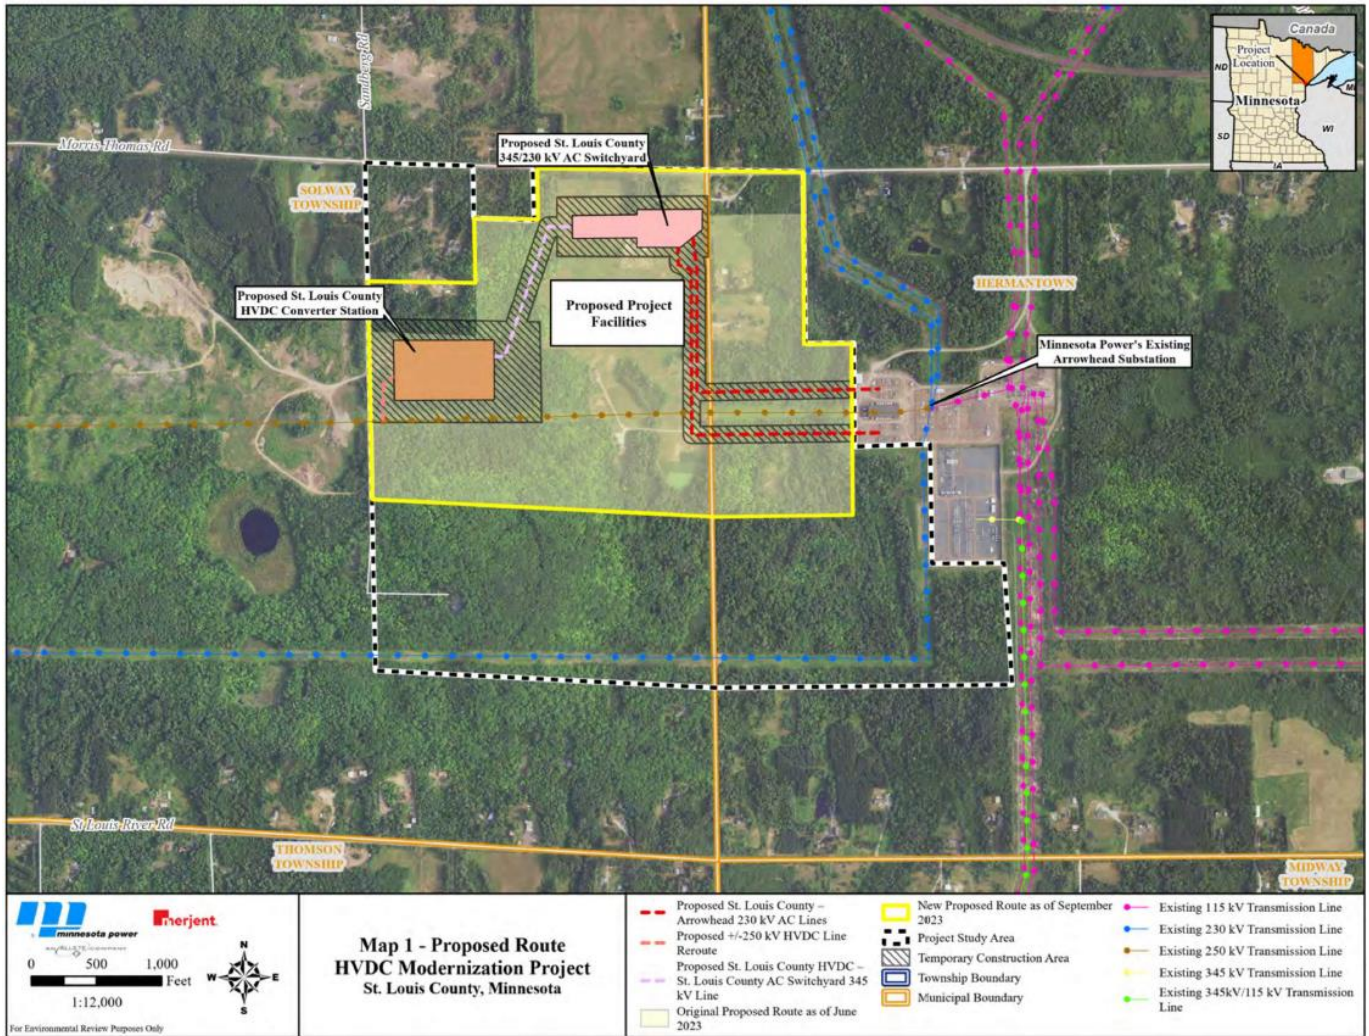 Canada
Project
Location
ND
Minnesota
MI
SD
WI
IA
Sandberg Rd
Morris Thomas Rd
Proposed St. Louis County
345/230 kV AC Switchyard
SOLWAY
TOWNSHIP
HERMANTOWN
Proposed St. Louis County
HVDC Converter Station
Proposed Project
Facilities
Minnesota Power's Existing
Arrowhead Substation
St Louis River Rd
THOMSON
TOWNSHIP
MIDWAY
TOWNSHIP
minnesota power
merjent.
AN ALLETE COMPANY
N
W E
S
0 500 1,000
Feet
1:12,000
For Environmental Review Purposes Only
Map 1 - Proposed Route
HVDC Modernization Project
St. Louis County, Minnesota
Proposed St. Louis County –
Arrowhead 230 kV AC Lines
Proposed +/-250 kV HVDC Line
Reroute
Proposed St. Louis County HVDC –
St. Louis County AC Switchyard 345
kV Line
Original Proposed Route as of June
2023
New Proposed Route as of September
2023
Project Study Area
Temporary Construction Area
Township Boundary
Municipal Boundary
Existing 115 kV Transmission Line
Existing 230 kV Transmission Line
Existing 250 kV Transmission Line
Existing 345 kV Transmission Line
Existing 345kV/115 kV Transmission
Line